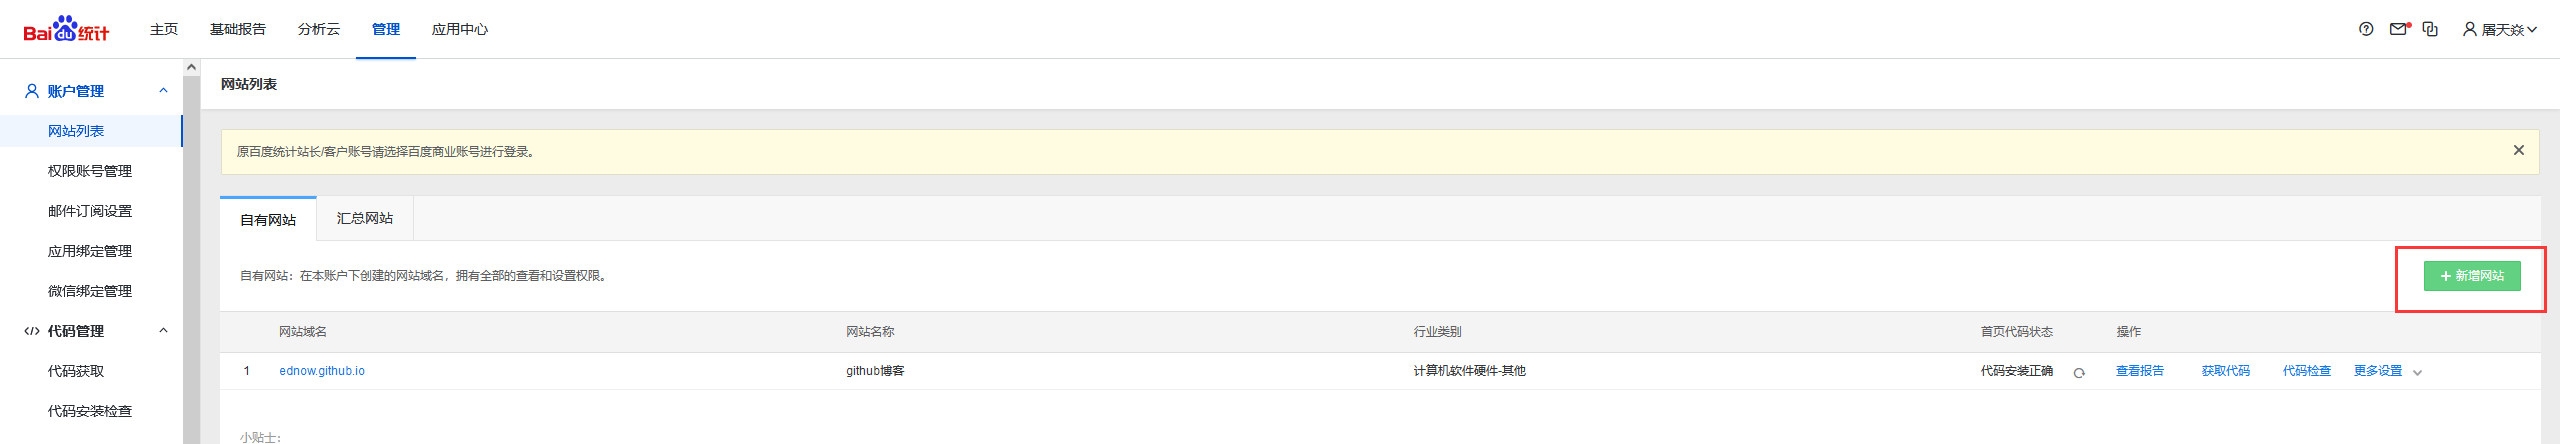 Baidu统计 主页 基础报告 分析云 管理 应用中心 屠天焱
账户管理
网站列表
权限账号管理
邮件订阅设置
应用绑定管理
微信绑定管理
代码管理
代码获取
代码安装检查
网站列表
原百度统计站长/客户账号请选择百度商业账号进行登录。
自有网站 汇总网站
自有网站：在本账户下创建的网站域名，拥有全部的查看和设置权限。
新增网站
网站域名 网站名称 行业类别 首页代码状态 操作
1 ednow.github.io github博客 计算机软件硬件-其他 代码安装正确 查看报告 获取代码 代码检查 更多设置
小贴士：